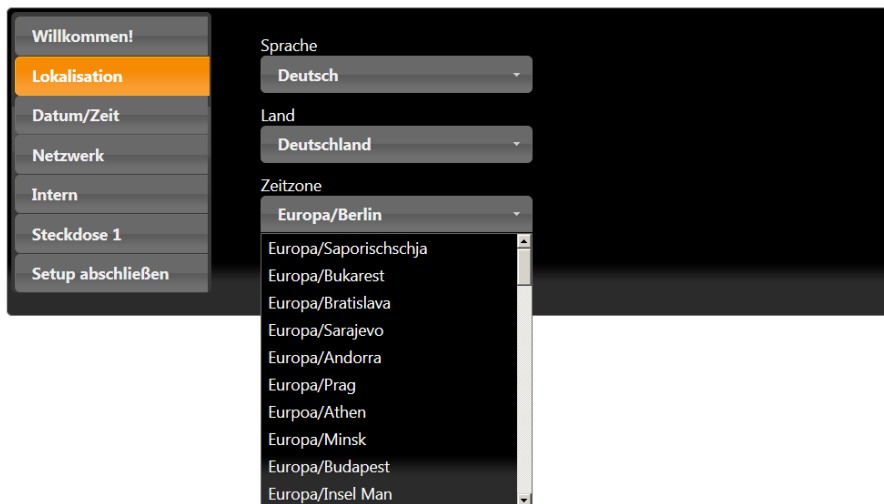 Willkommen!
Lokalisation
Datum/Zeit
Netzwerk
Intern
Steckdose 1
Setup abschließen
Sprache
Deutsch
Land
Deutschland
Zeitzone
Europa/Berlin
Europa/Saporischschja
Europa/Bukarest
Europa/Bratislava
Europa/Sarajevo
Europa/Andorra
Europa/Prag
Eurpoa/Athen
Europa/Minsk
Europa/Budapest
Europa/Insel Man